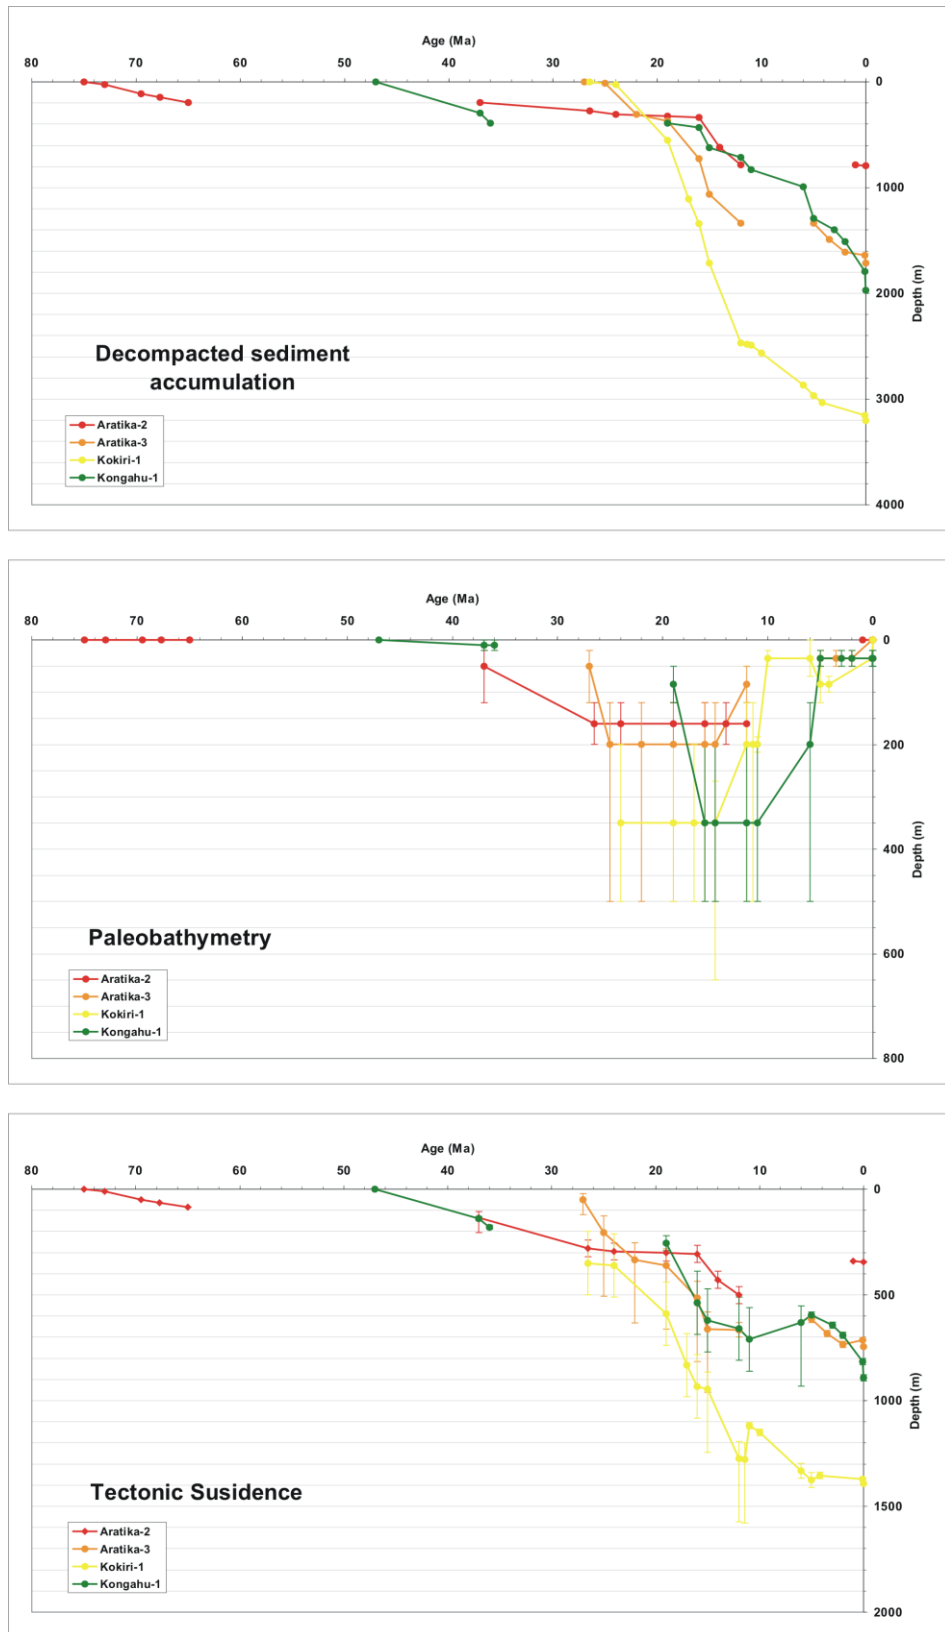 Age (Ma)
80 70 60 50 40 30 20 10 0
0
1000
2000
3000
4000
Depth (m)
Decompacted sediment
accumulation
Aratika-2
Aratika-3
Kokiri-1
Kongahu-1
Age (Ma)
80 70 60 50 40 30 20 10 0
0
200
400
600
800
Depth (m)
Paleobathymetry
Aratika-2
Aratika-3
Kokiri-1
Kongahu-1
Age (Ma)
80 70 60 50 40 30 20 10 0
0
500
1000
1500
2000
Depth (m)
Tectonic Susidence
Aratika-2
Aratika-3
Kokiri-1
Kongahu-1